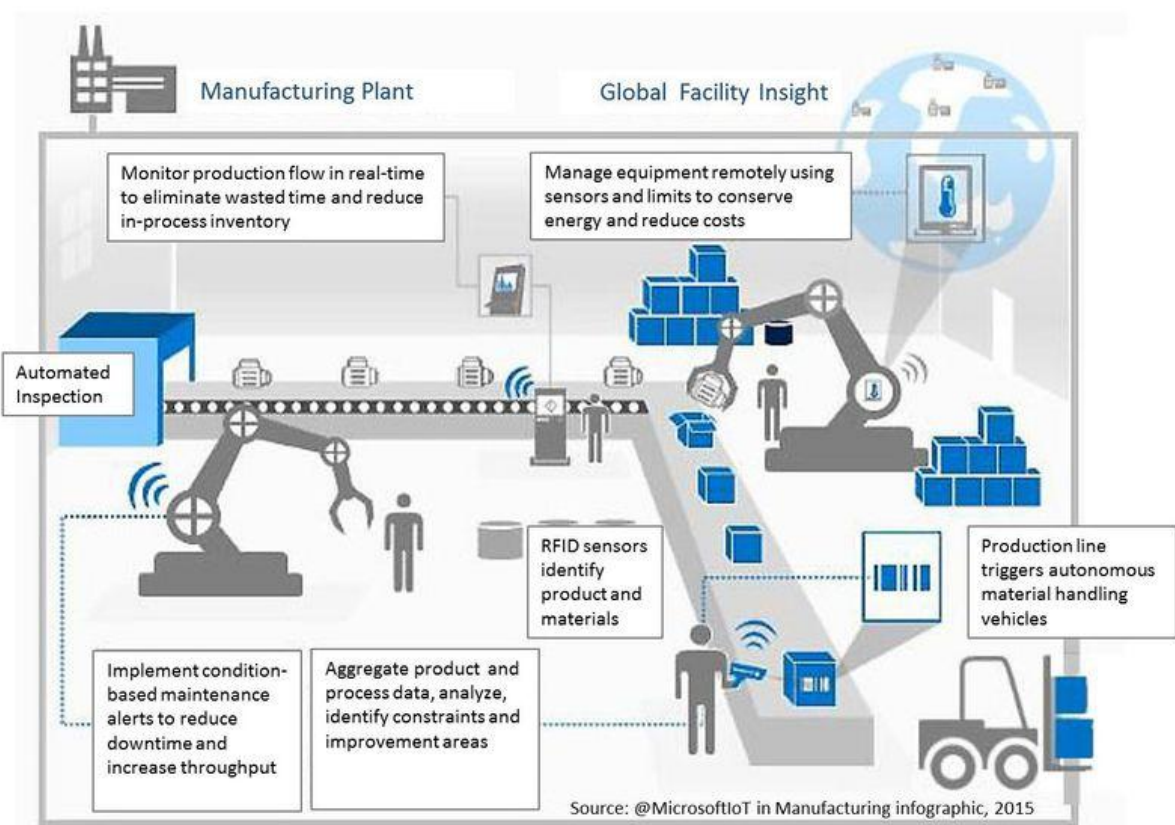 Manufacturing Plant
Global Facility Insight
Monitor production flow in real-time
to eliminate wasted time and reduce
in-process inventory
Manage equipment remotely using
sensors and limits to conserve
energy and reduce costs
Automated
Inspection
RFID sensors
identify
product and
materials
Production line
triggers autonomous
material handling
vehicles
Implement condition-
based maintenance
alerts to reduce
downtime and
increase throughput
Aggregate product and
process data, analyze,
identify constraints and
improvement areas
Source: @MicrosoftIoT in Manufacturing infographic, 2015